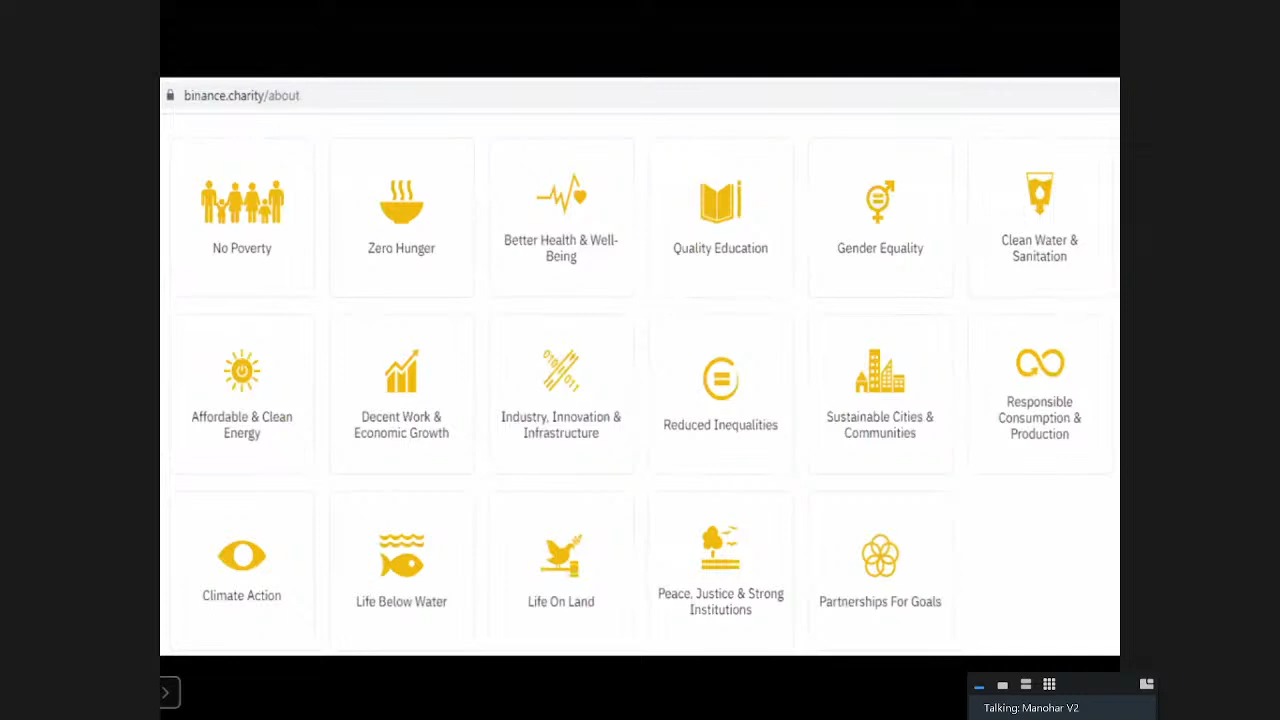 binance.charity/about
No Poverty
Zero Hunger
Better Health & Well-
Being
Quality Education
Gender Equality
Clean Water &
Sanitation
Affordable & Clean
Energy
Decent Work &
Economic Growth
Industry, Innovation &
Infrastructure
Reduced Inequalities
Sustainable Cities &
Communities
Responsible
Consumption &
Production
Climate Action
Life Below Water
Life On Land
Peace, Justice & Strong
Institutions
Partnerships For Goals
Talking: Manohar V2